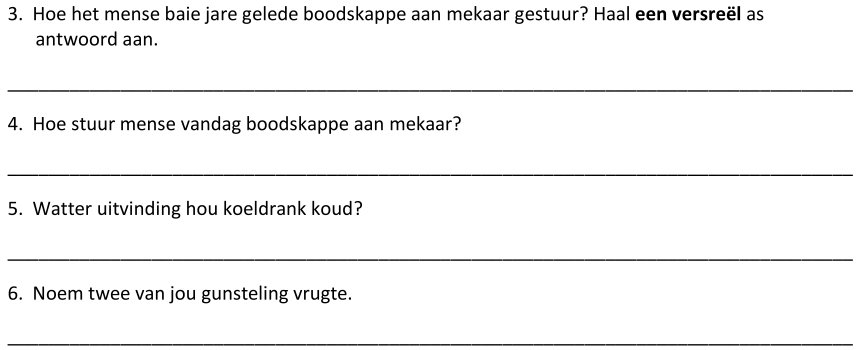 3. Hoe het mense baie jare gelede boodskappe aan mekaar gestuur? Haal een versreël as
antwoord aan.
4. Hoe stuur mense vandag boodskappe aan mekaar?
5. Watter uitvinding hou koeldrank koud?
6. Noem twee van jou gunsteling vrugte.